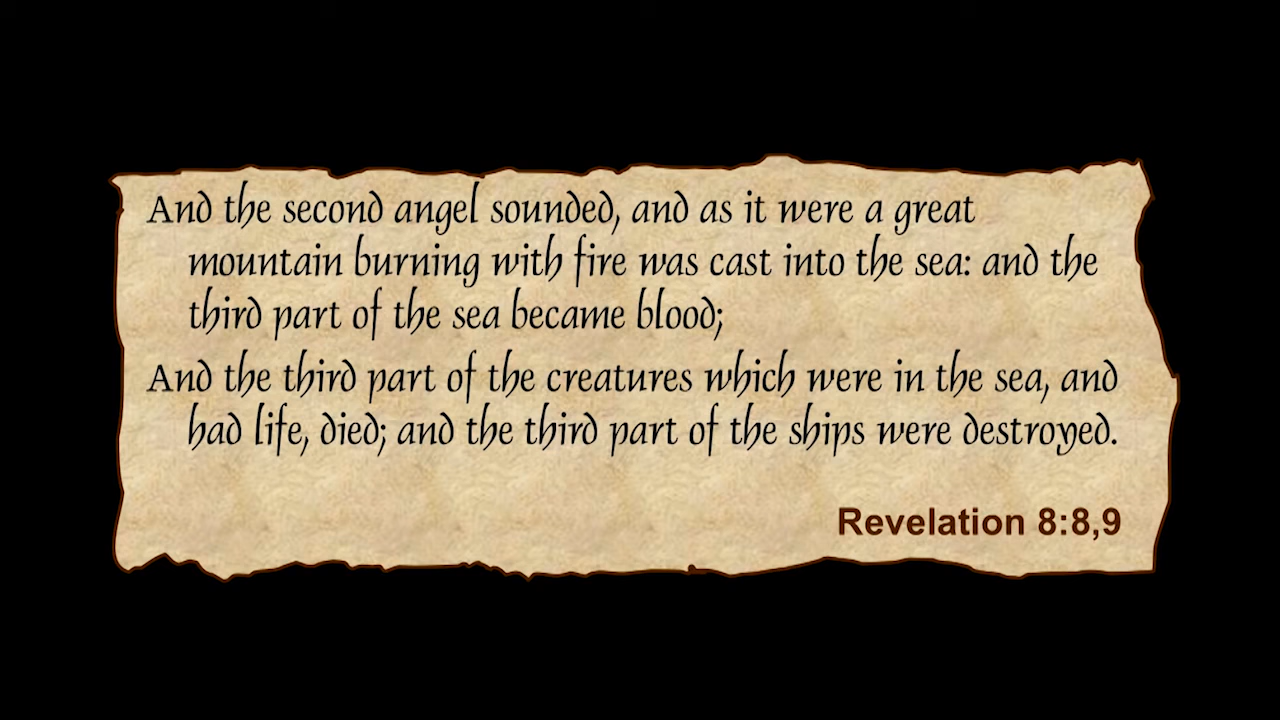 And the second angel sounded, and as it were a great
mountain burning with fire was cast into the sea: and the
third part of the sea became blood;
And the third part of the creatures which were in the sea, and
had life, died; and the third part of the ships were destroyed.
Revelation 8:8,9